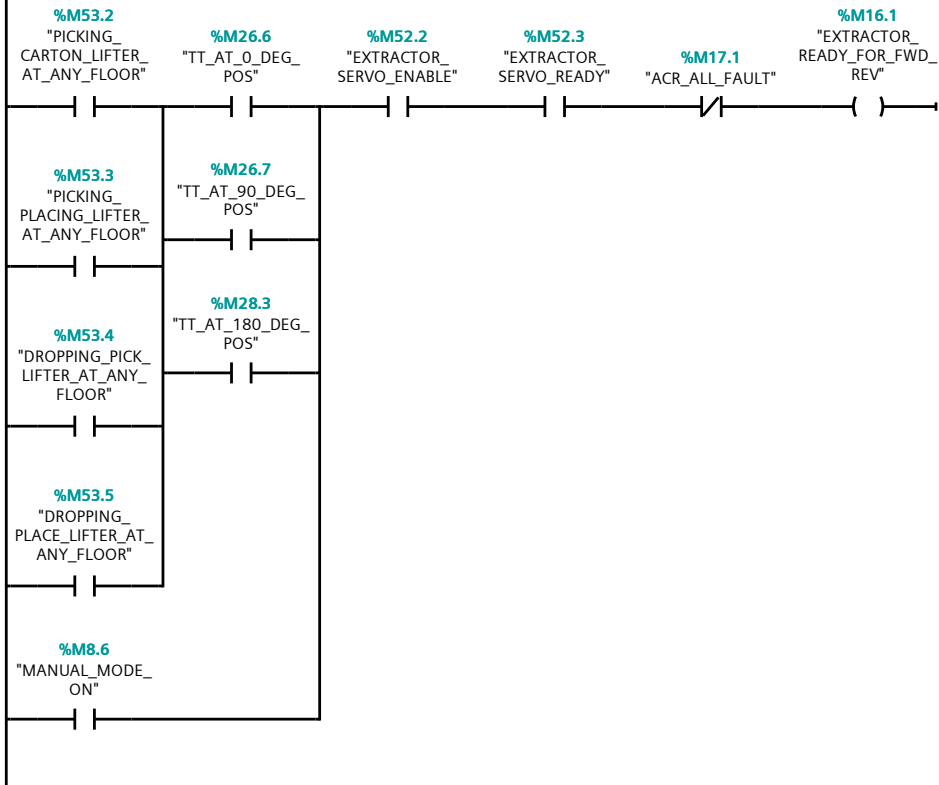 %M53.2
"PICKING_
CARTON_LIFTER_
AT_ANY_FLOOR"
%M26.6
"TT_AT_0_DEG_
POS"
%M52.2
"EXTRACTOR_
SERVO_ENABLE"
%M52.3
"EXTRACTOR_
SERVO_READY"
%M17.1
"ACR_ALL_FAULT"
%M16.1
"EXTRACTOR_
READY_FOR_FWD_
REV"
%M53.3
"PICKING_
PLACING_LIFTER_
AT_ANY_FLOOR"
%M26.7
"TT_AT_90_DEG_
POS"
%M53.4
"DROPPING_PICK_
LIFTER_AT_ANY_
FLOOR"
%M28.3
"TT_AT_180_DEG_
POS"
%M53.5
"DROPPING_
PLACE_LIFTER_AT_
ANY_FLOOR"
%M8.6
"MANUAL_MODE_
ON"